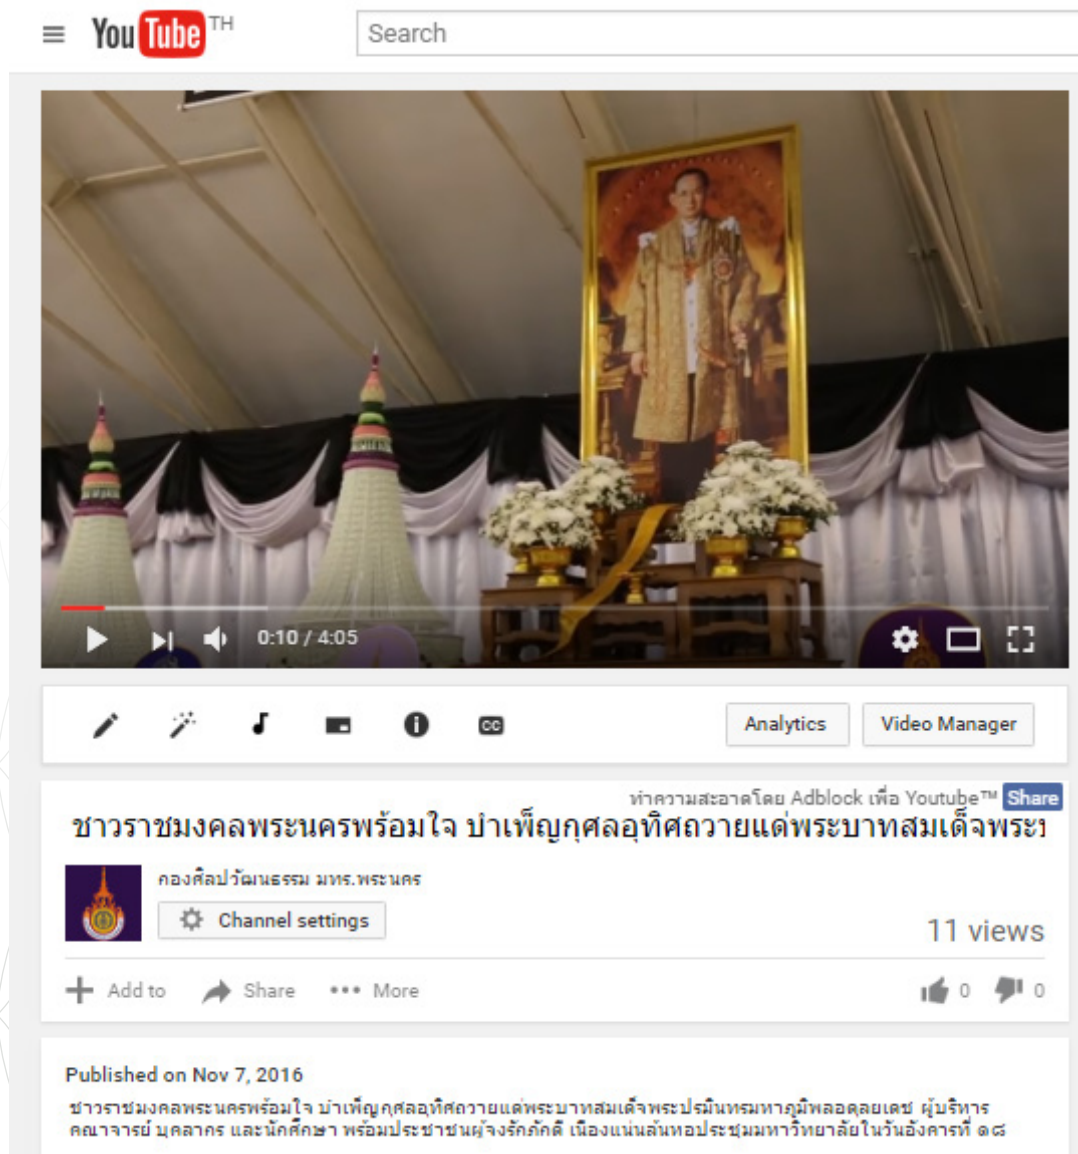 YouTube TH
Search
0:10 / 4:05
Analytics
Video Manager
ทำความสะอาดโดย Adblock เพื่อ Youtube™ Share
ชาวราชมงคลพระนครพร้อมใจ บำเพ็ญกุศลอุทิศถวายแด่พระบาทสมเด็จพระป
กองศิลปวัฒนธรรม มทร.พระนคร
Channel settings
11 views
Add to
Share
More
0
0
Published on Nov 7, 2016
ชาวราชมงคลพระนครพร้อมใจ บำเพ็ญกุศลอุทิศถวายแด่พระบาทสมเด็จพระปรมินทรมหาภูมิพลอดุลยเดช ผู้บริหาร
คณาจารย์ บุคลากร และนักศึกษา พร้อมประชาชนผู้จงรักภักดี เนืองแน่นล้นหอประชุมมหาวิทยาลัยในวันอังคารที่ ๑๘